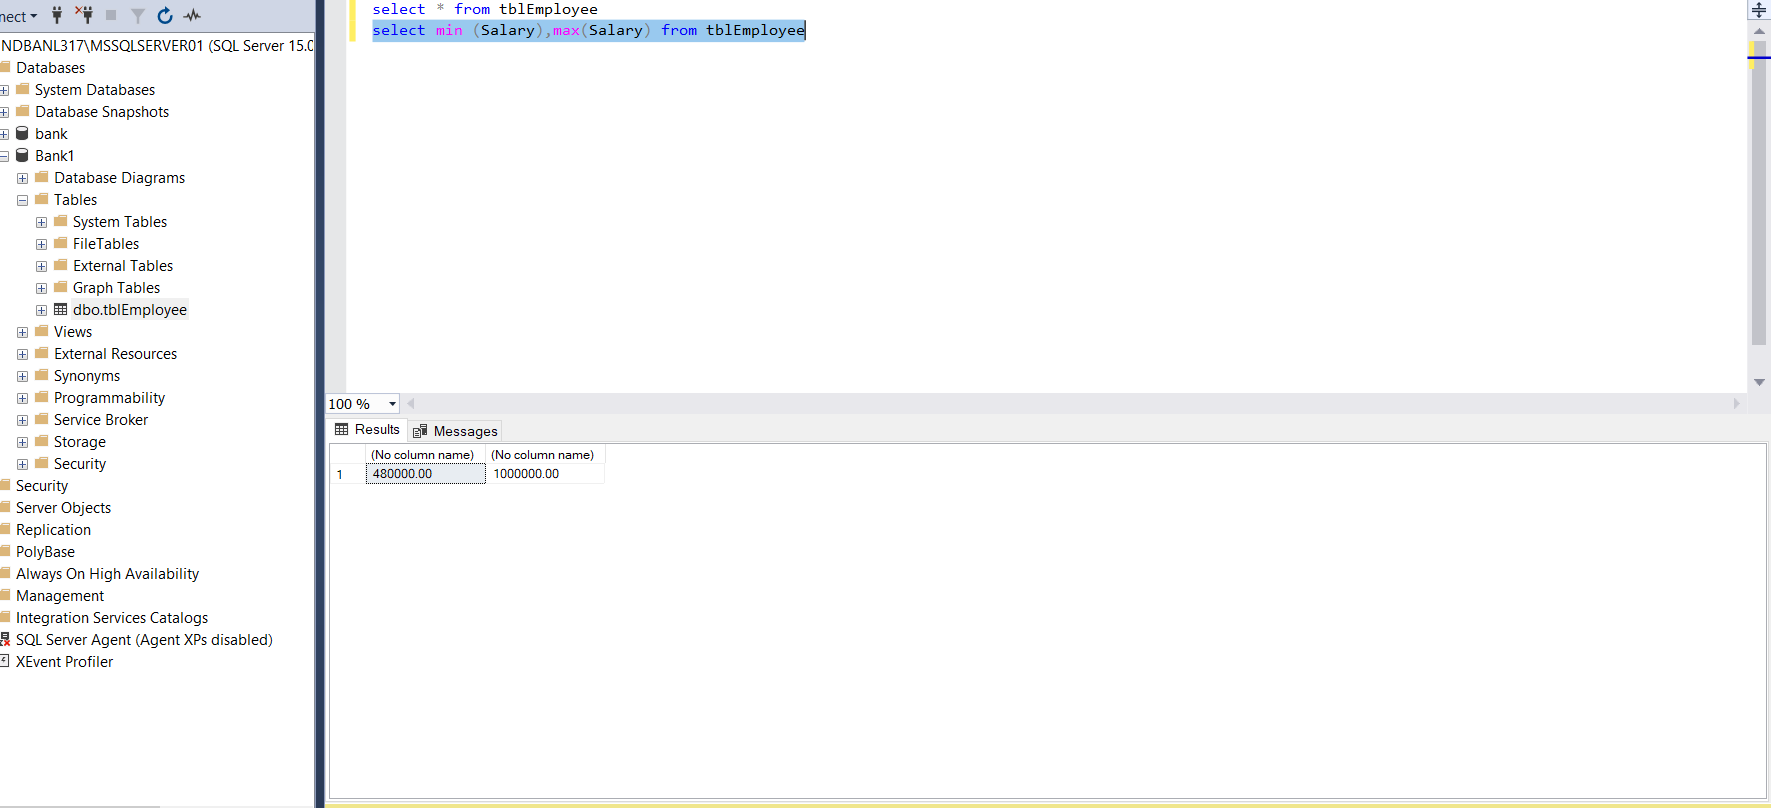 nect
NDBANL317\MSSQLSERVER01 (SQL Server 15.0
Databases
System Databases
Database Snapshots
bank
Bank1
Database Diagrams
Tables
System Tables
FileTables
External Tables
Graph Tables
dbo.tblEmployee
Views
External Resources
Synonyms
Programmability
Service Broker
Storage
Security
Security
Server Objects
Replication
PolyBase
Always On High Availability
Management
Integration Services Catalogs
SQL Server Agent (Agent XPs disabled)
XEvent Profiler
select * from tblEmployee
select min (Salary),max(Salary) from tblEmployee
100 %
Results Messages
(No column name) (No column name)
1 480000.00 1000000.00